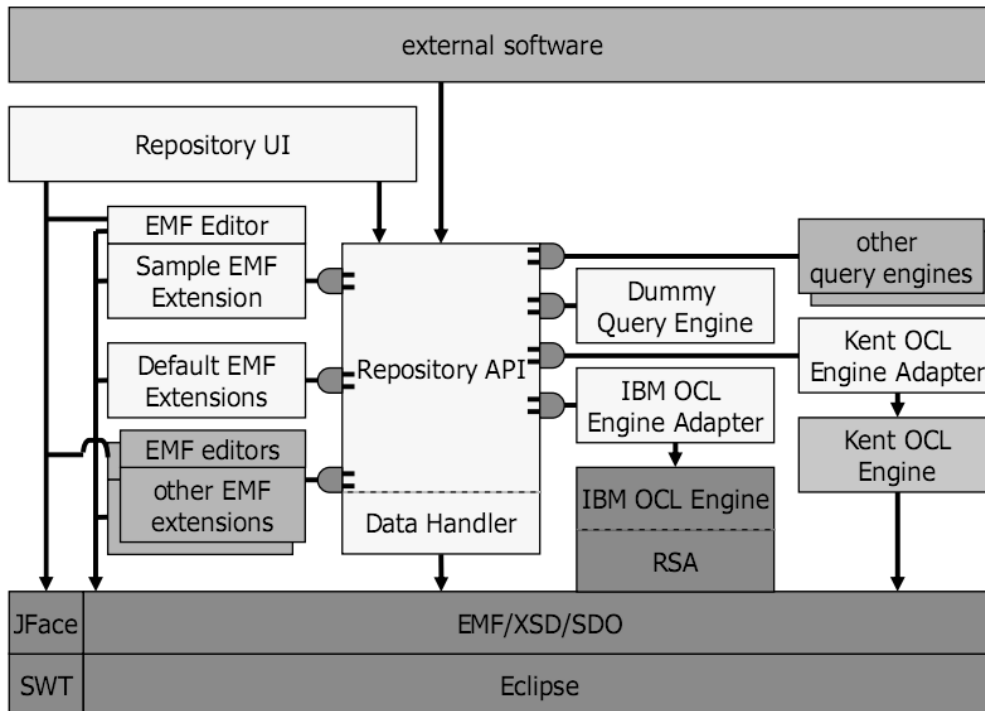 external software
Repository UI
EMF Editor
Sample EMF
Extension
Default EMF
Extensions
EMF editors
other EMF
extensions
Repository API
Data Handler
other
query engines
Dummy
Query Engine
Kent OCL
Engine Adapter
IBM OCL
Engine Adapter
Kent OCL
Engine
IBM OCL Engine
RSA
JFace
EMF/XSD/SDO
SWT
Eclipse